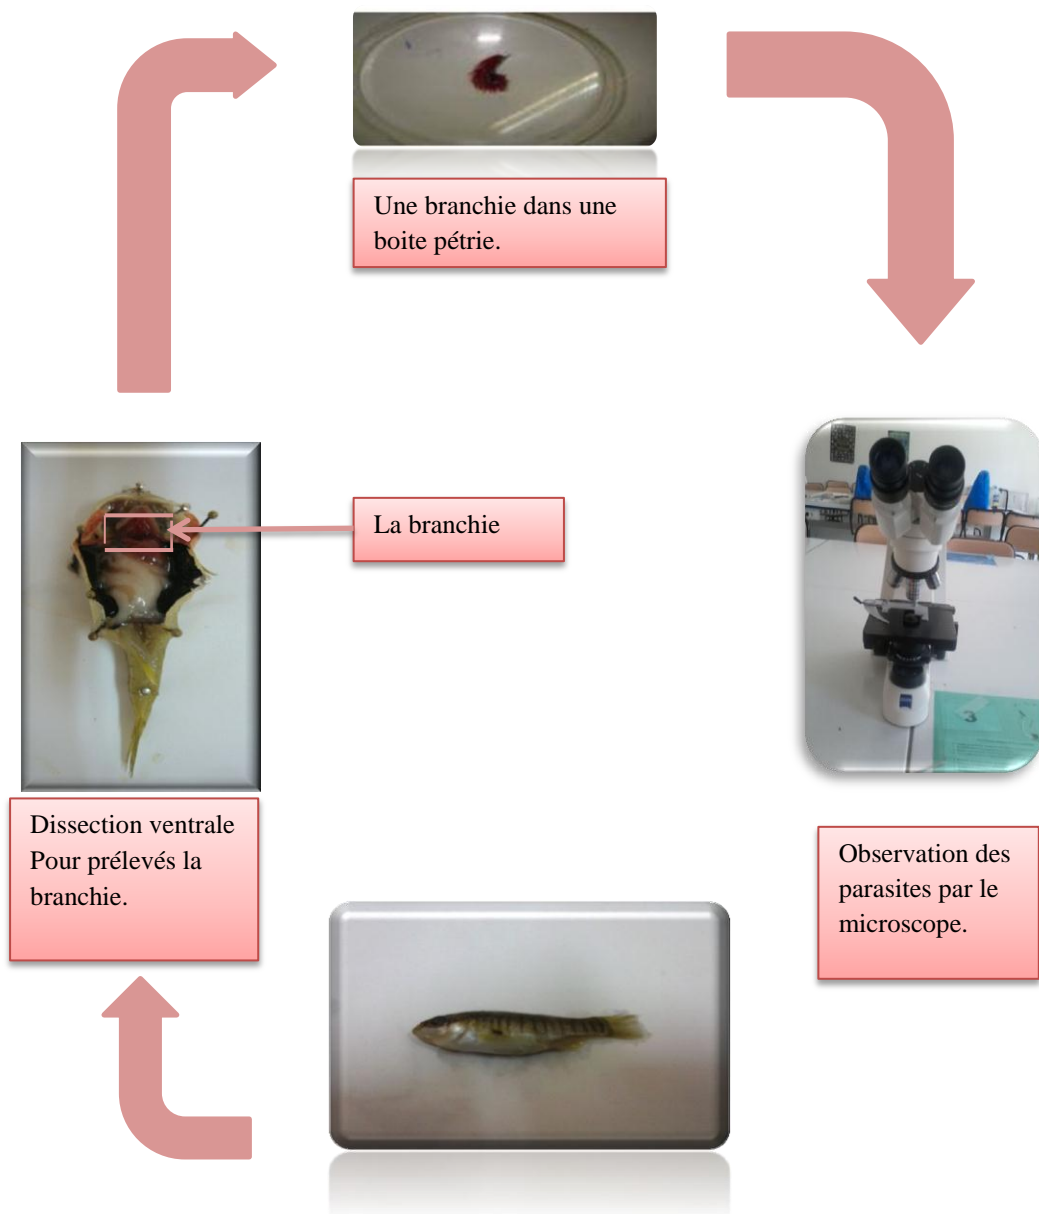 Une branchie dans une
boite pétrie.
La branchie
Dissection ventrale
Pour prélevés la
branchie.
Observation des
parasites par le
microscope.
3